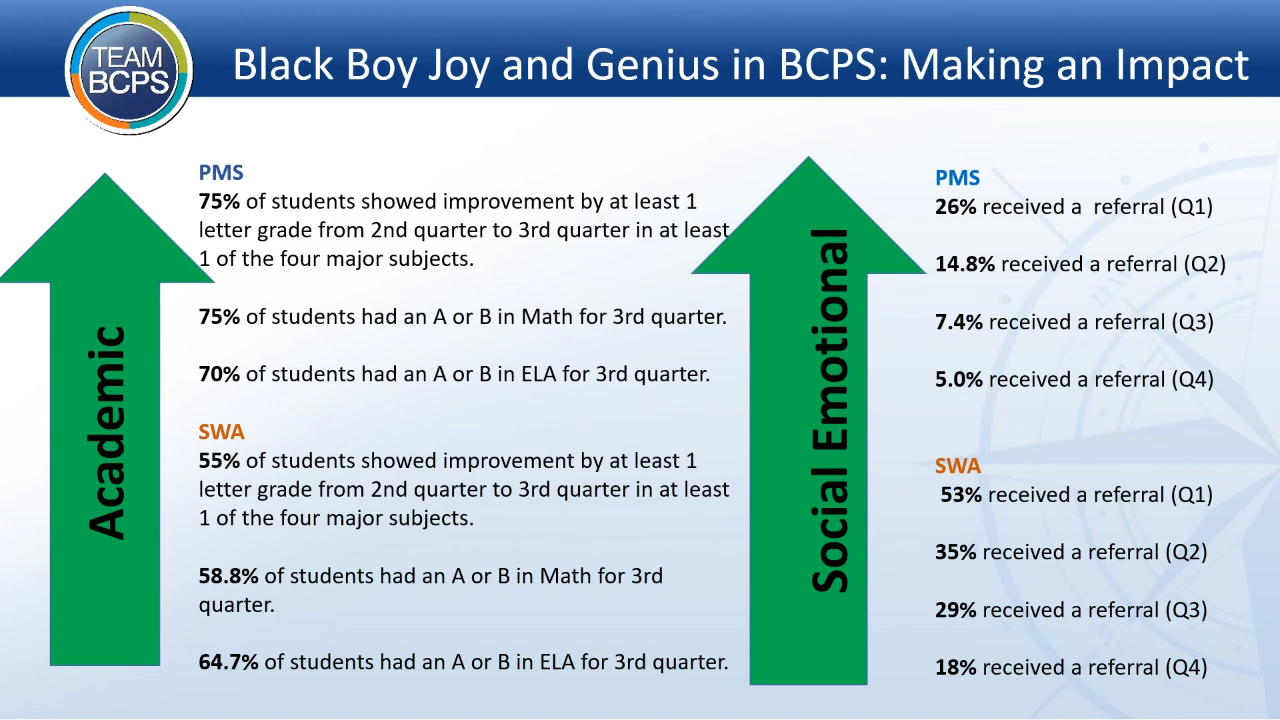 TEAM
BCPS
Black Boy Joy and Genius in BCPS: Making an Impact
Academic
PMS
75% of students showed improvement by at least 1
letter grade from 2nd quarter to 3rd quarter in at least
1 of the four major subjects.
75% of students had an A or B in Math for 3rd quarter.
70% of students had an A or B in ELA for 3rd quarter.
SWA
55% of students showed improvement by at least 1
letter grade from 2nd quarter to 3rd quarter in at least
1 of the four major subjects.
58.8% of students had an A or B in Math for 3rd
quarter.
64.7% of students had an A or B in ELA for 3rd quarter.
Social Emotional
PMS
26% received a  referral (Q1)
14.8% received a referral (Q2)
7.4% received a referral (Q3)
5.0% received a referral (Q4)
SWA
53% received a referral (Q1)
35% received a referral (Q2)
29% received a referral (Q3)
18% received a referral (Q4)